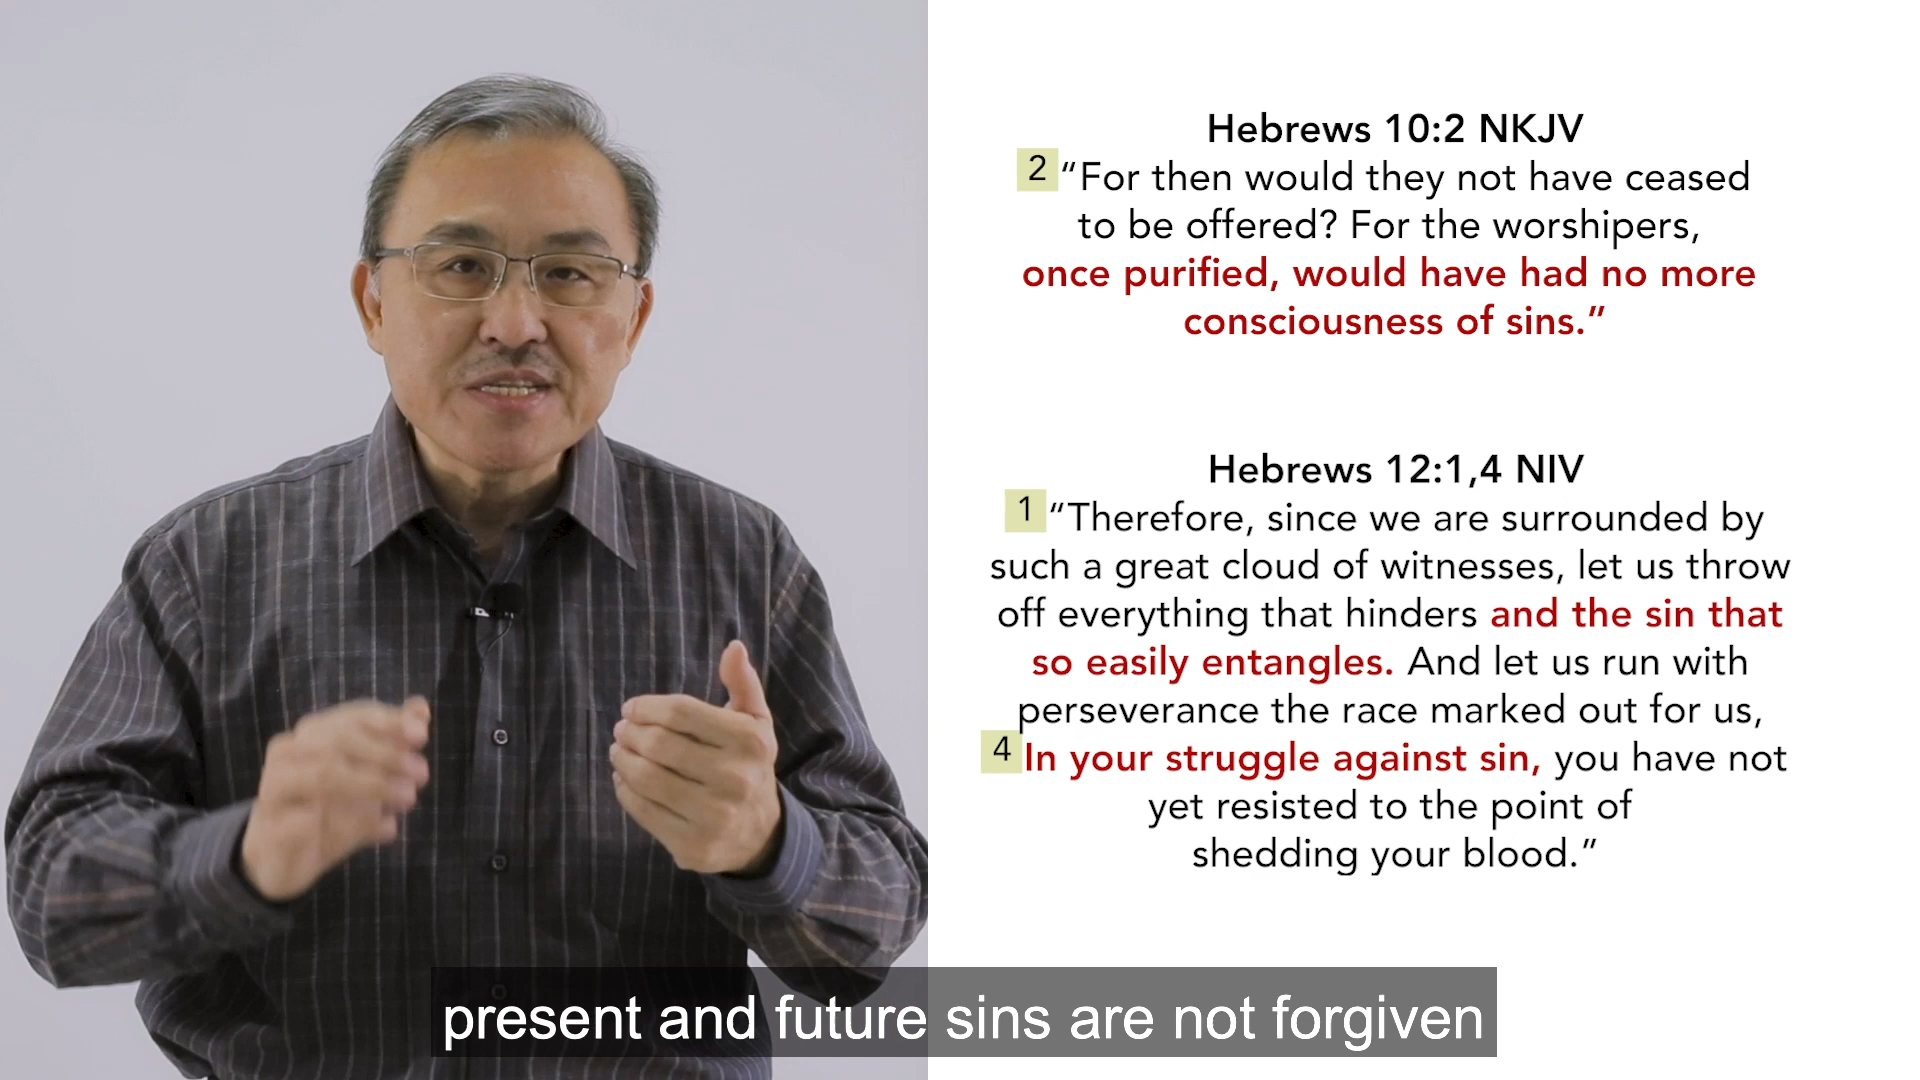 Hebrews 10:2 NKJV
2 “For then would they not have ceased
to be offered? For the worshipers,
once purified, would have had no more
consciousness of sins.”
Hebrews 12:1,4 NIV
1 “Therefore, since we are surrounded by
such a great cloud of witnesses, let us throw
off everything that hinders and the sin that
so easily entangles. And let us run with
perseverance the race marked out for us,
4 In your struggle against sin, you have not
yet resisted to the point of
shedding your blood.”
present and future sins are not forgiven